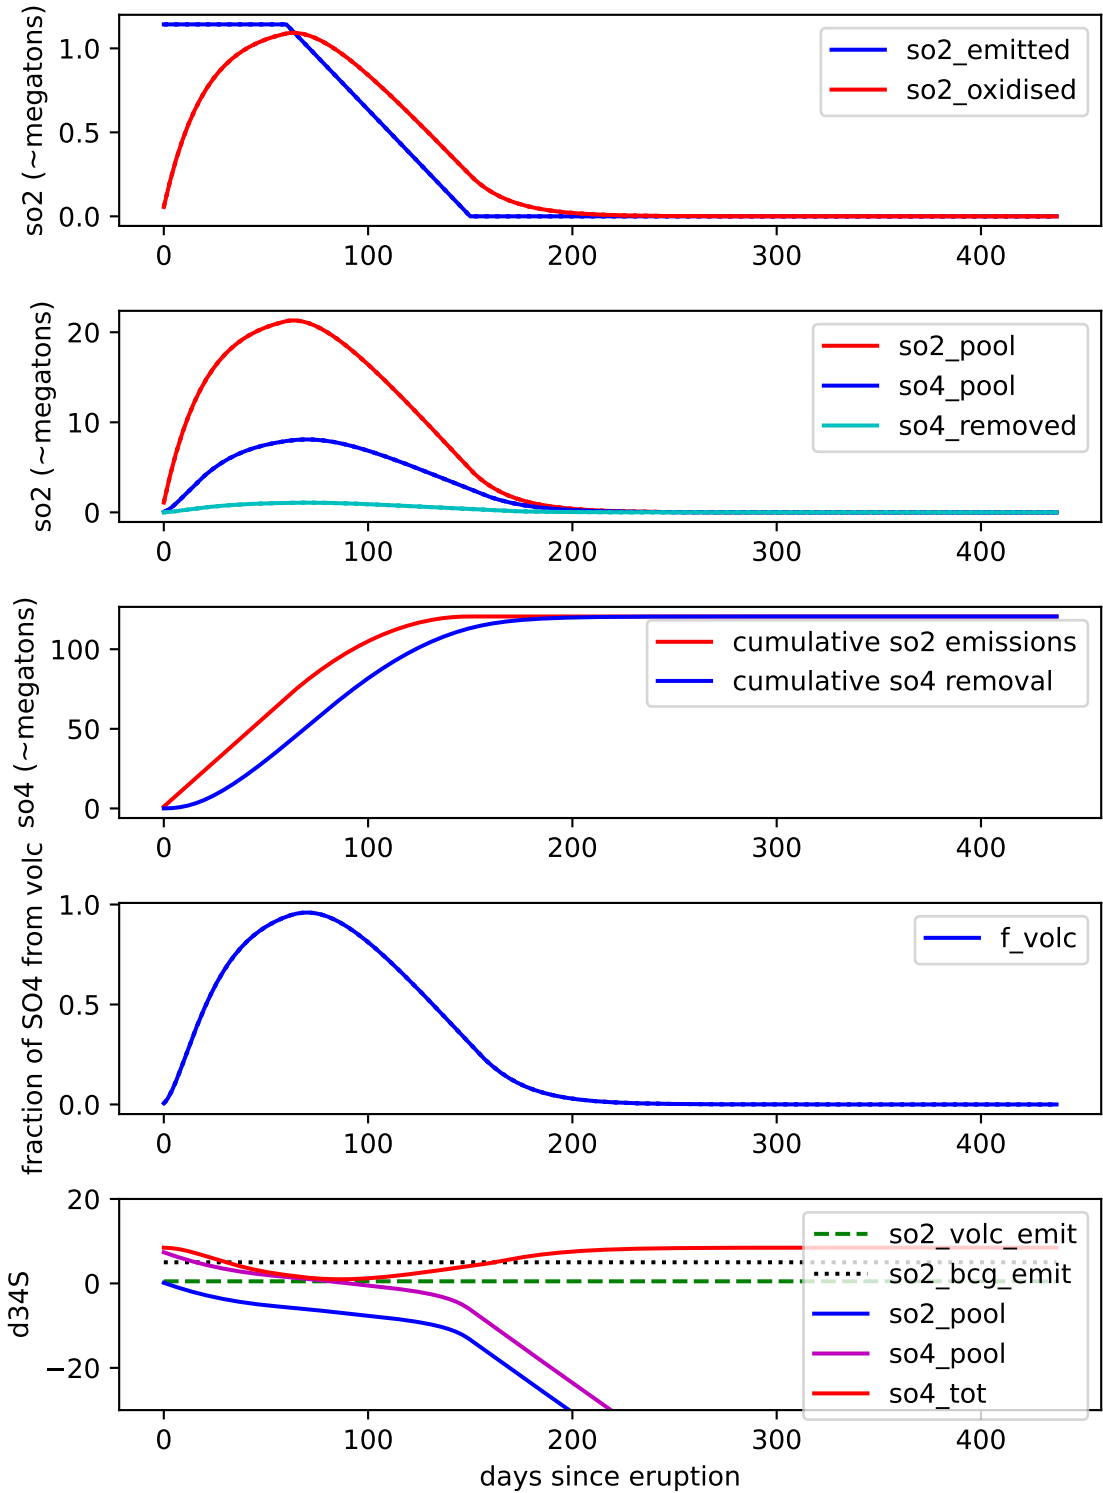 so2 (~megatons)
1.0
0.5
0.0
so2_emitted
so2_oxidised
0 100 200 300 400
so2 (~megatons)
20
10
0
so2_pool
so4_pool
so4_removed
0 100 200 300 400
so4 (~megatons)
100
50
0
cumulative so2 emissions
cumulative so4 removal
0 100 200 300 400
fraction of SO4 from volc
1.0
0.5
0.0
f_volc
0 100 200 300 400
d34S
20
0
−20
so2_volc_emit
so2_bcg_emit
so2_pool
so4_pool
so4_tot
0 100 200 300 400
days since eruption